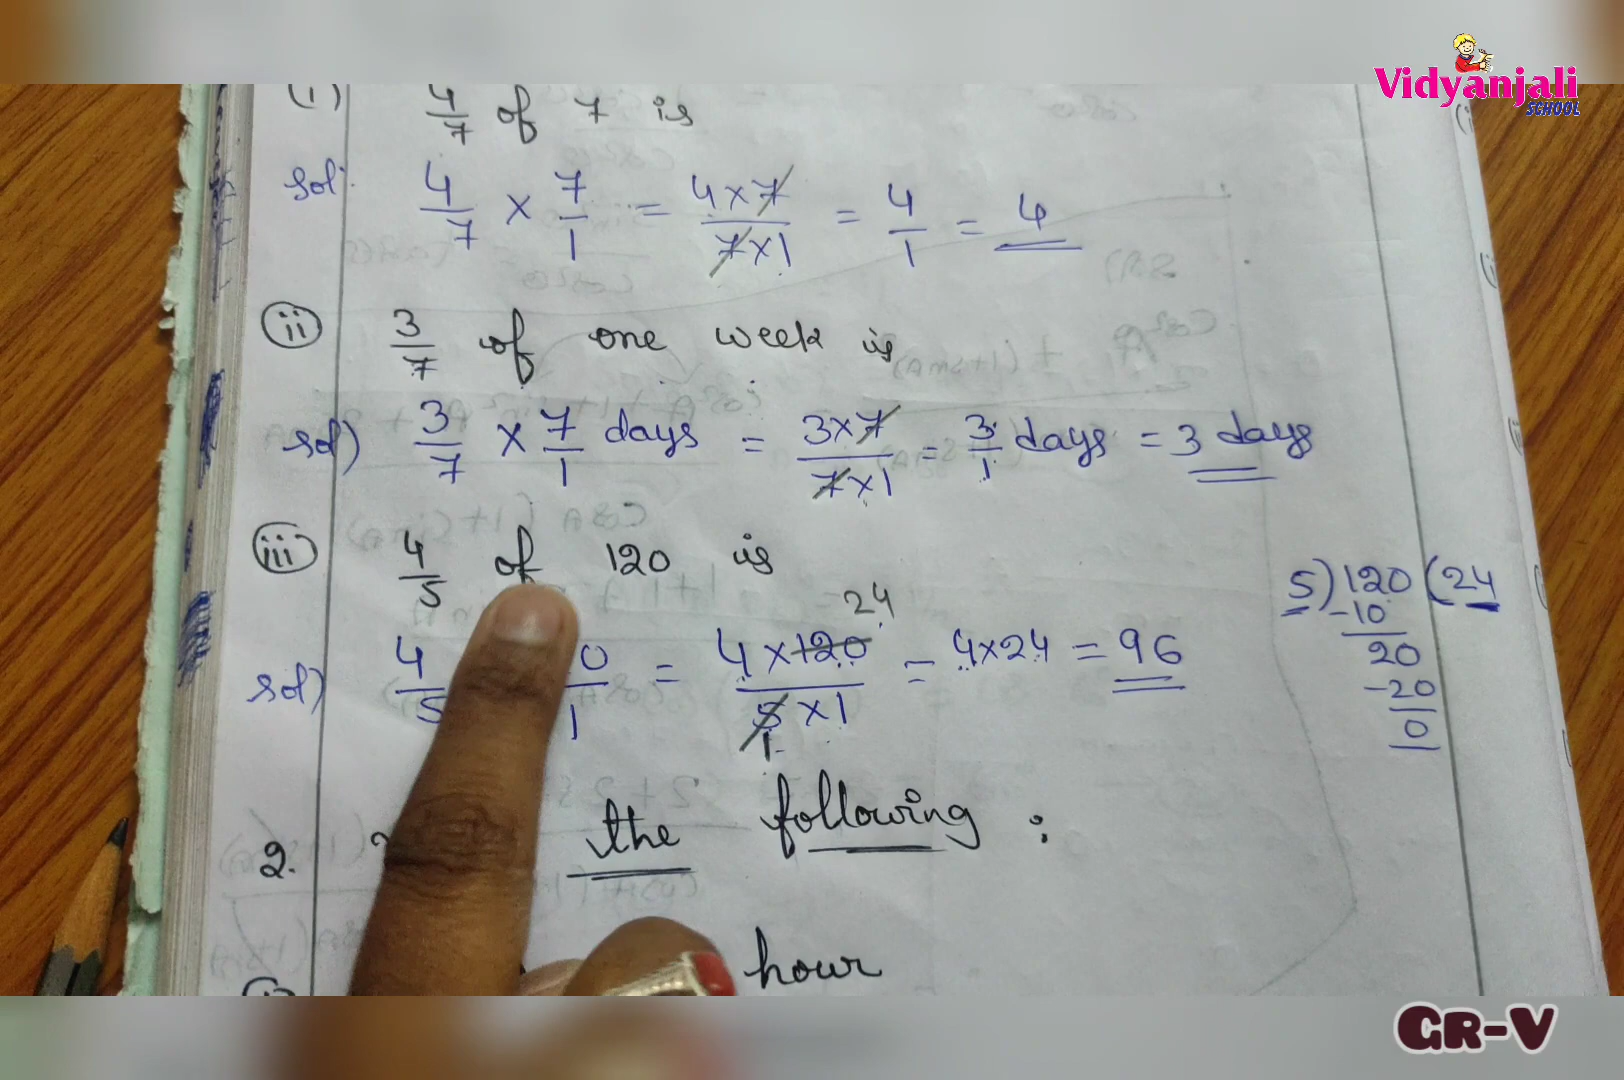 Vidyanjali
SCHOOL
(i) 4/7 of 7 is
sol: 4/7 × 7/1 = 4×7/7×1 = 4/1 = 4
(ii) 3/7 of one week is
sol) 3/7 × 7/1 days = 3×7/7×1 = 3/1 days = 3 days
(iii) 4/5 of 120 is
24
sol) 4/5 0/1 = 4×120/5×1 = 4×24 = 96
1
5)120(24
-10
20
-20
0
2. the following :
hour
GR-V